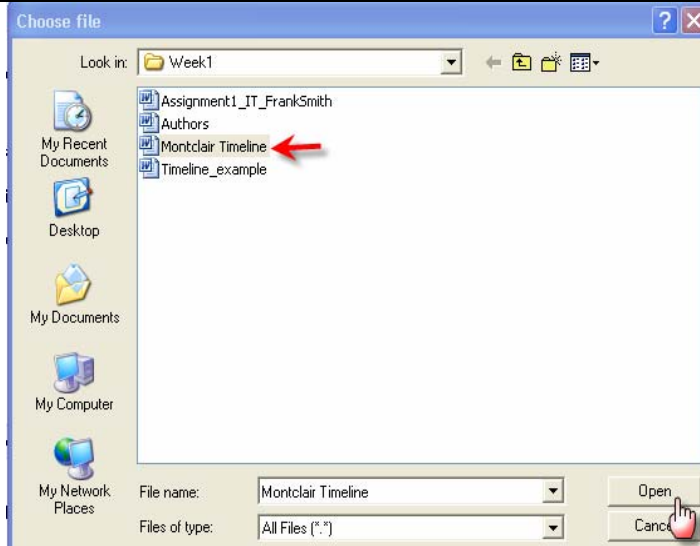 Choose file
Look in: Week1
My Recent
Documents
Desktop
My Documents
My Computer
My Network
Places
Assignment1_IT_FrankSmith
Authors
Montclair Timeline
Timeline_example
File name: Montclair Timeline Open
Files of type: All Files (*.*)